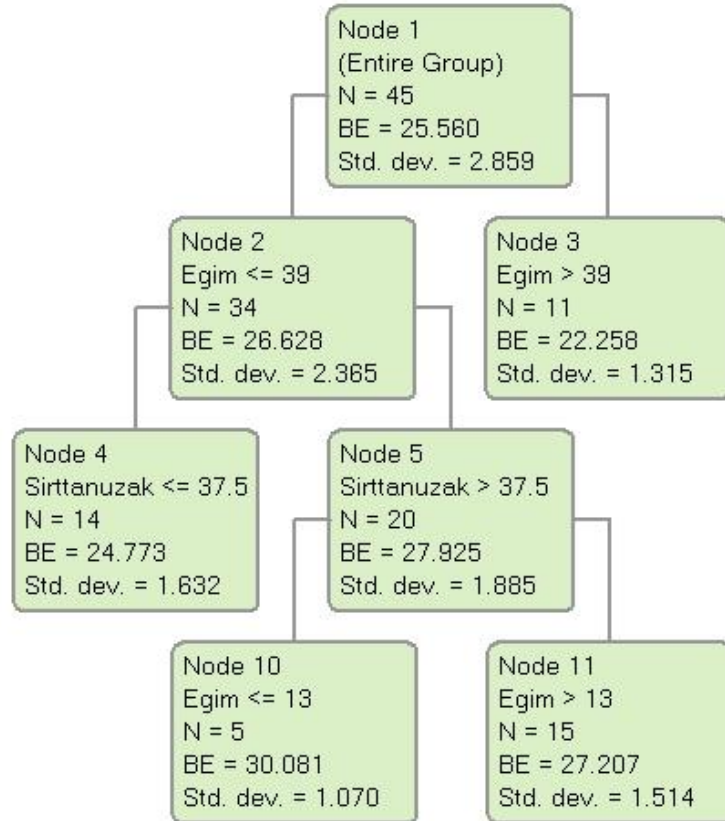 Node 1
(Entire Group)
N = 45
BE = 25.560
Std. dev. = 2.859
Node 2
Egim <= 39
N = 34
BE = 26.628
Std. dev. = 2.365
Node 3
Egim > 39
N = 11
BE = 22.258
Std. dev. = 1.315
Node 4
Sirttanuzak <= 37.5
N = 14
BE = 24.773
Std. dev. = 1.632
Node 5
Sirttanuzak > 37.5
N = 20
BE = 27.925
Std. dev. = 1.885
Node 10
Egim <= 13
N = 5
BE = 30.081
Std. dev. = 1.070
Node 11
Egim > 13
N = 15
BE = 27.207
Std. dev. = 1.514